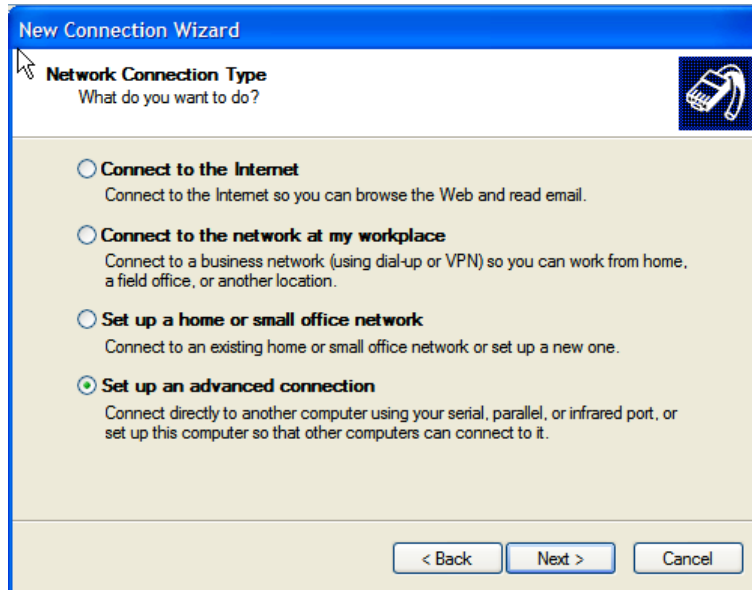 New Connection Wizard
Network Connection Type
What do you want to do?
Connect to the Internet
Connect to the Internet so you can browse the Web and read email.
Connect to the network at my workplace
Connect to a business network (using dial-up or VPN) so you can work from home,
a field office, or another location.
Set up a home or small office network
Connect to an existing home or small office network or set up a new one.
Set up an advanced connection
Connect directly to another computer using your serial, parallel, or infrared port, or
set up this computer so that other computers can connect to it.
< Back Next > Cancel